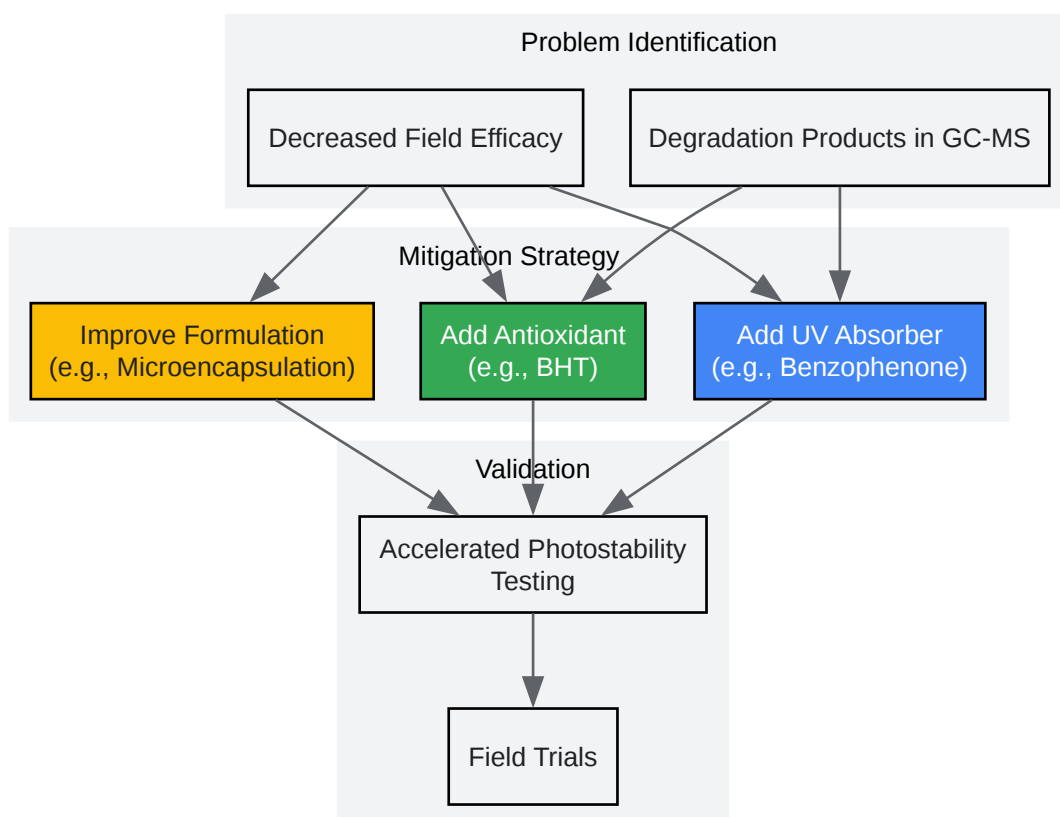 Problem Identification
Decreased Field Efficacy
Degradation Products in GC-MS
Mitigation Strategy
Improve Formulation
(e.g., Microencapsulation)
Add Antioxidant
(e.g., BHT)
Add UV Absorber
(e.g., Benzophenone)
Validation
Accelerated Photostability
Testing
Field Trials